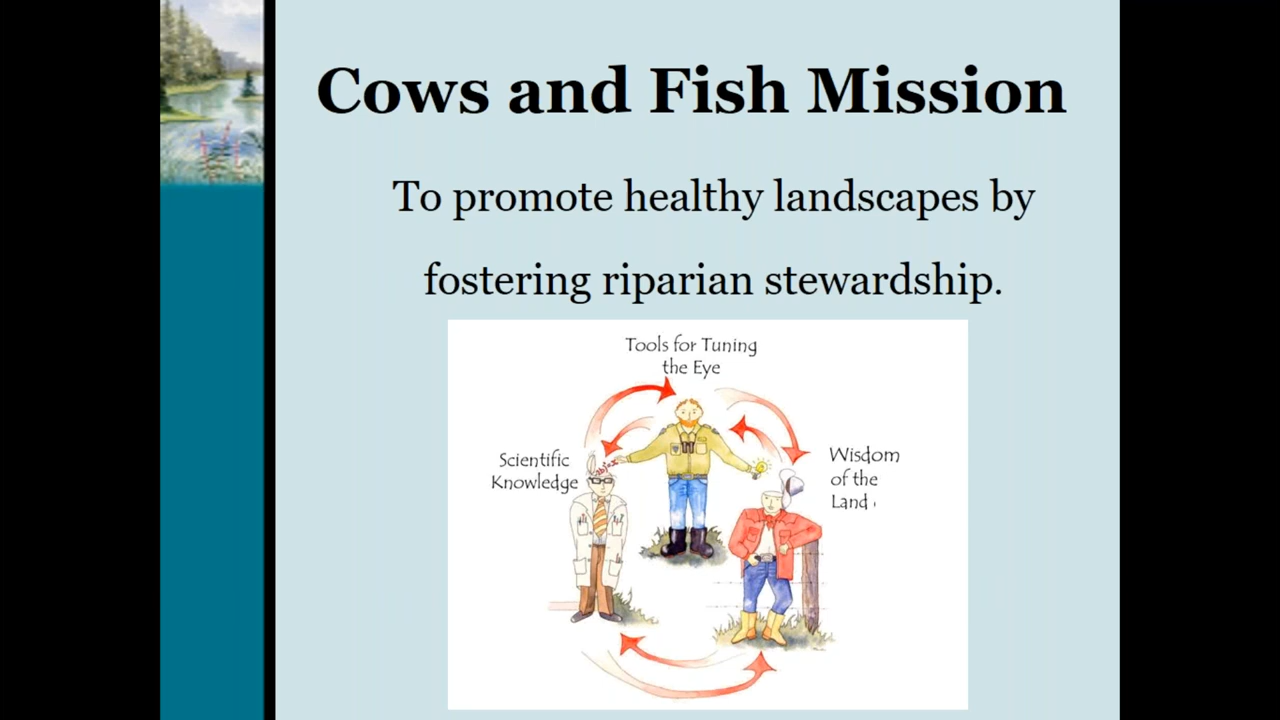 Cows and Fish Mission
To promote healthy landscapes by
fostering riparian stewardship.
Tools for Tuning
the Eye
Scientific
Knowledge
Wisdom
of the
Land